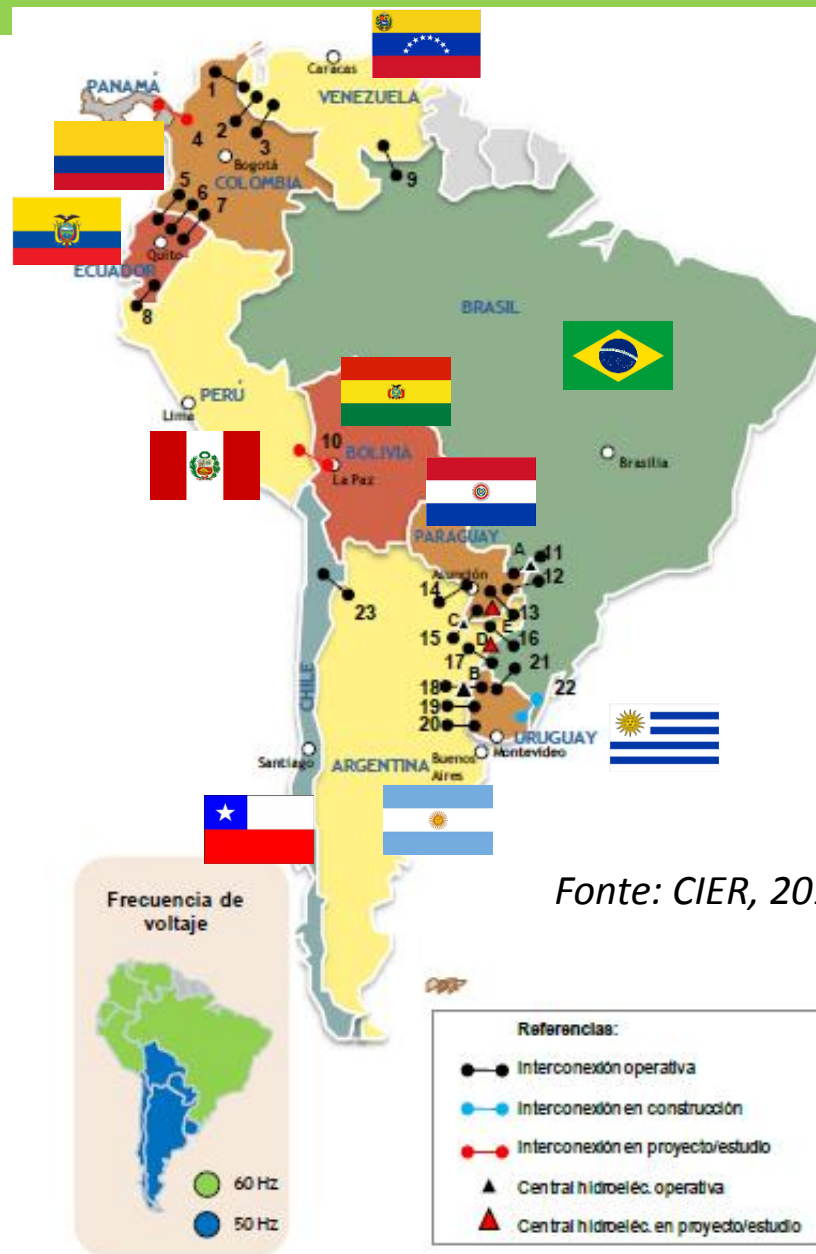 Caracas
VENEZUELA
PANAMÁ
1
2
3
4
Bogotá
COLOMBIA
5
6
7
9
Quito
ECUADOR
8
BRASIL
PERÚ
Lima
10
BOLIVIA
La Paz
Brasilia
PARAGUAY
A
11
12
Asunción
14
13
C
E
15
D
16
23
17
21
B
18
22
19
20
CHILE
URUGUAY
Montevideo
Santiago
ARGENTINA
Buenos
Aires
Fonte: CIER, 20
Frecuencia de
voltaje
60 Hz
50 Hz
Referencias:
Interconexión operativa
Interconexión en construcción
Interconexión en proyecto/estudio
Central hidroeléc. operativa
Central hidroeléc. en proyecto/estudio